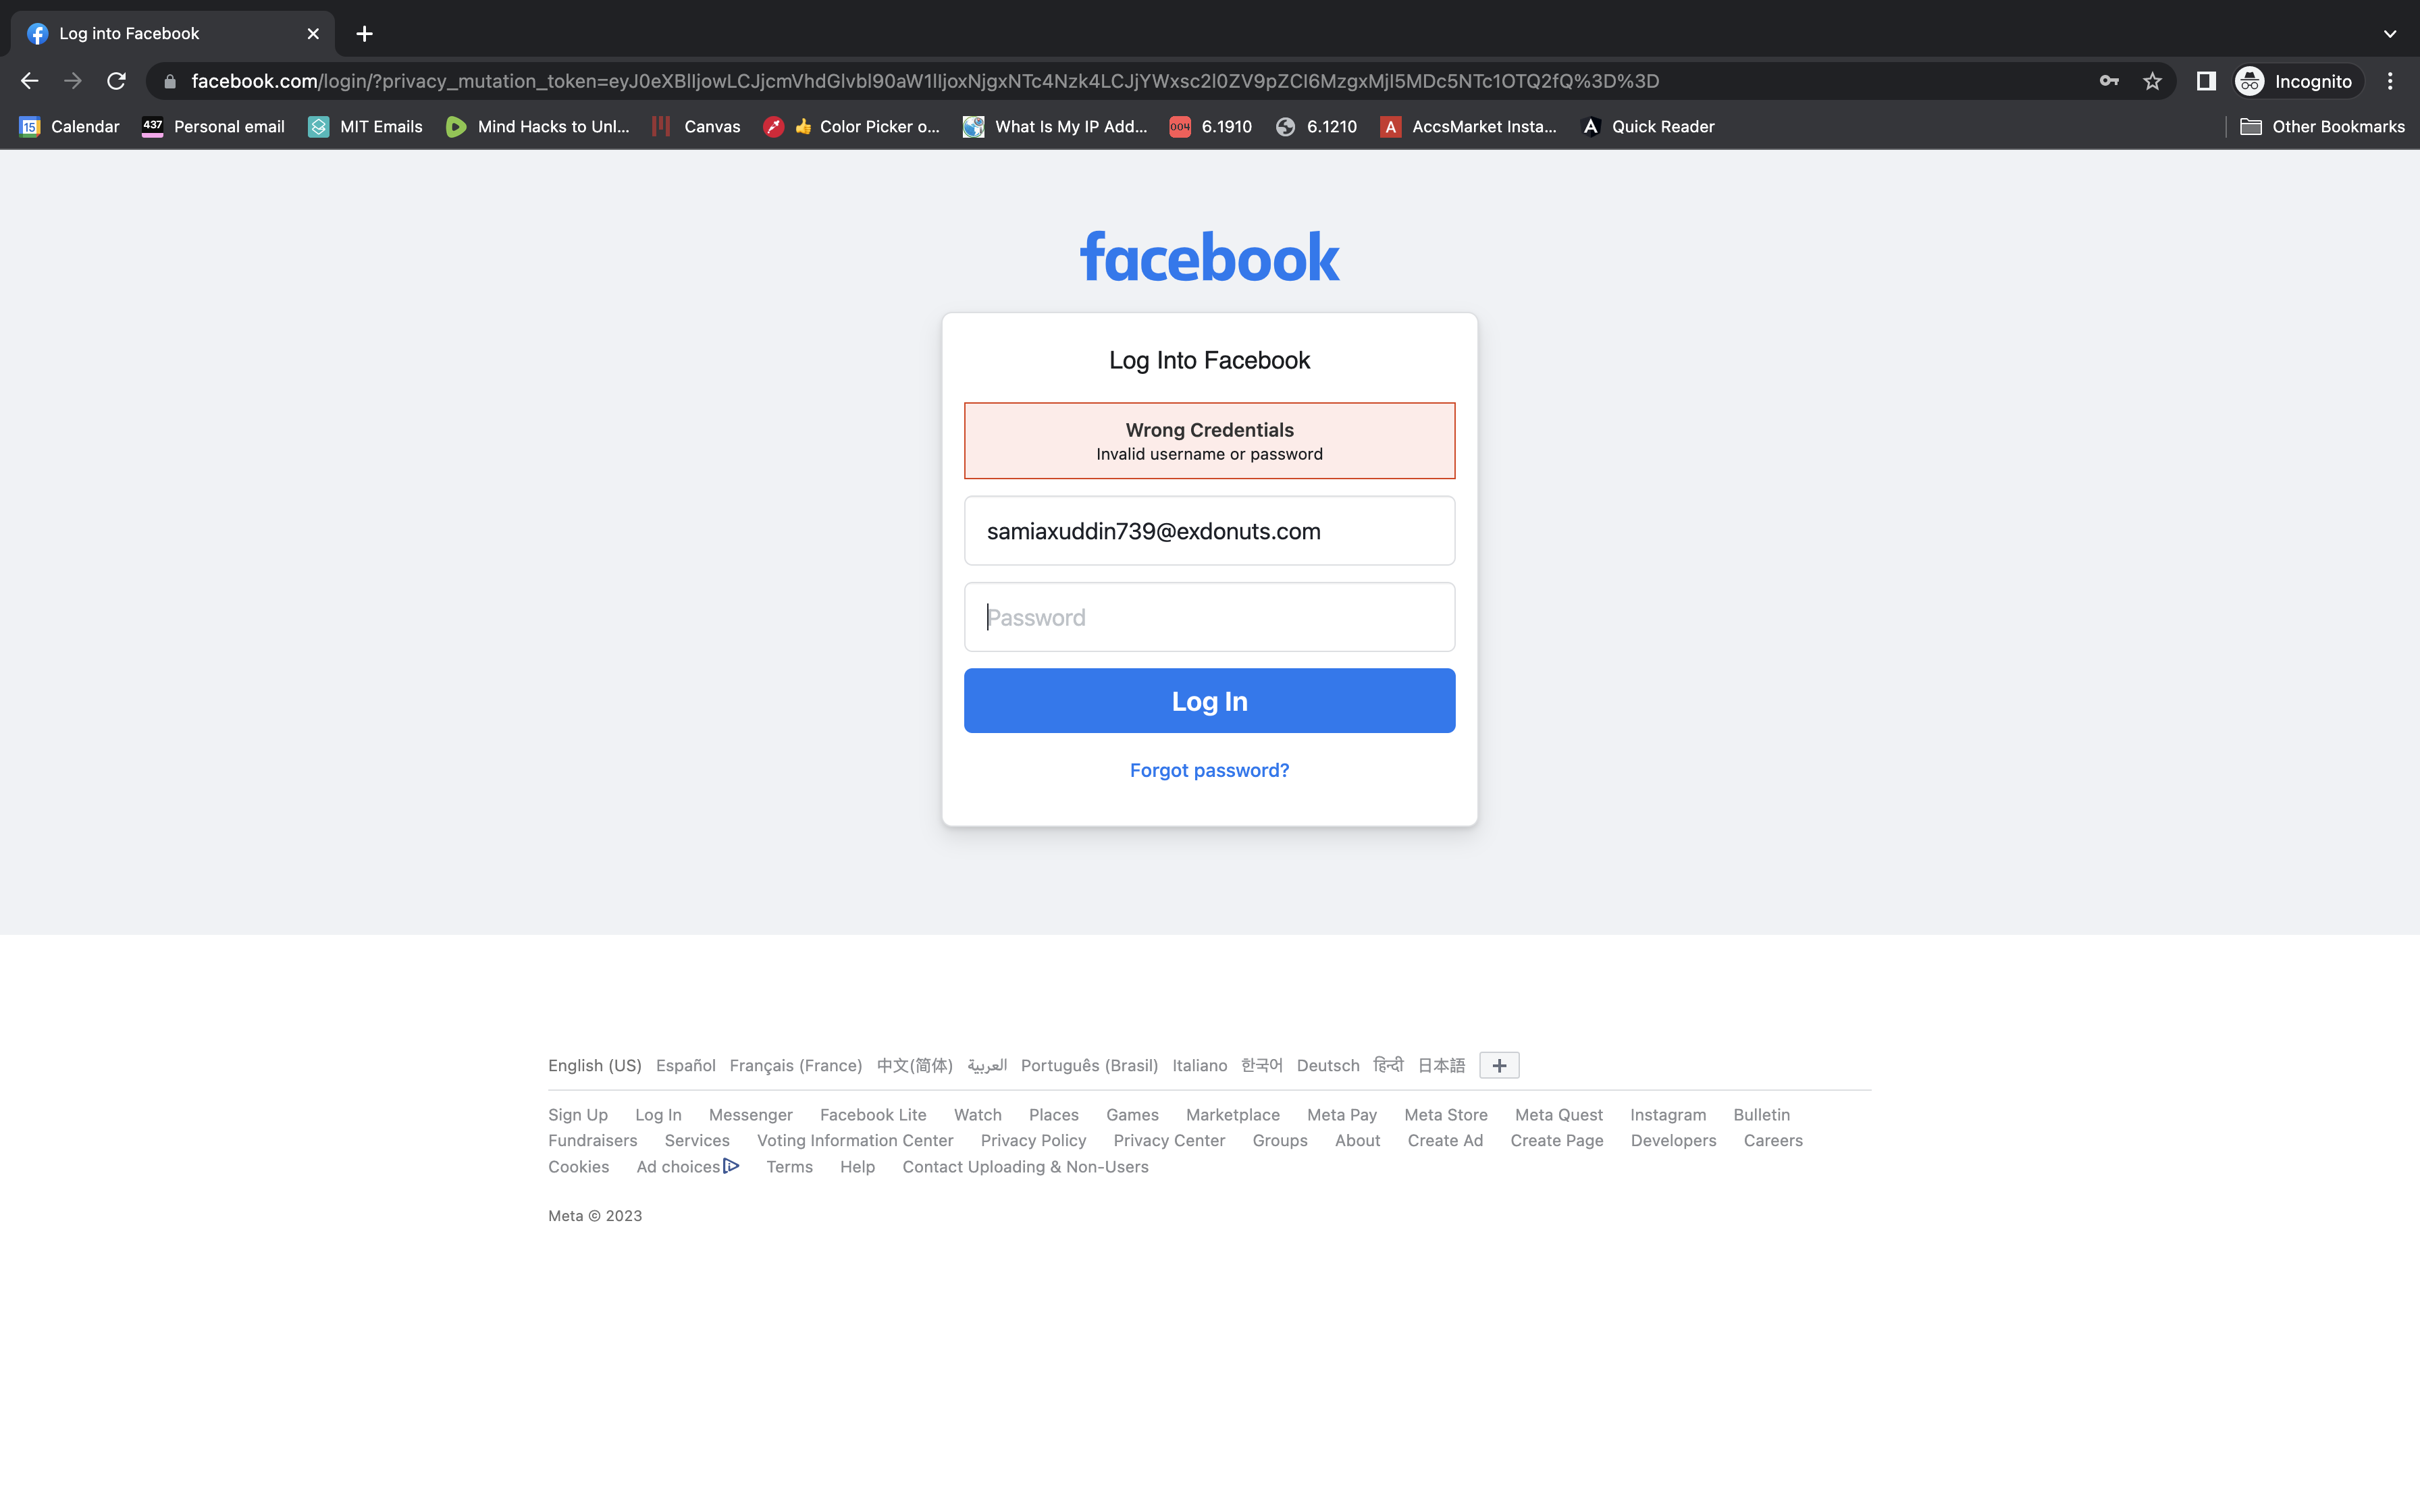 Log into Facebook
facebook.com/login/?privacy_mutation_token=eyJ0eXBlIjowLCJjcmVhdGlvbl90aW1lIjoxNjgxNTc4Nzk4LCJjYWxsc2l0ZV9pZCI6MzgxMjI5MDc5NTc1OTQ2fQ%3D%3D
Incognito
15 Calendar 437 Personal email MIT Emails Mind Hacks to Unl... Canvas 👍 Color Picker o... What Is My IP Add... 004 6.1910 6.1210 A AccsMarket Insta... A Quick Reader Other Bookmarks
facebook
Log Into Facebook
Wrong Credentials
Invalid username or password
samiaxuddin739@exdonuts.com
Password
Log In
Forgot password?
English (US) Español Français (France) 中文(简体) العربية Português (Brasil) Italiano 한국어 Deutsch हिन्दी 日本語
Sign Up Log In Messenger Facebook Lite Watch Places Games Marketplace Meta Pay Meta Store Meta Quest Instagram Bulletin
Fundraisers Services Voting Information Center Privacy Policy Privacy Center Groups About Create Ad Create Page Developers Careers
Cookies Ad choices Terms Help Contact Uploading & Non-Users
Meta © 2023